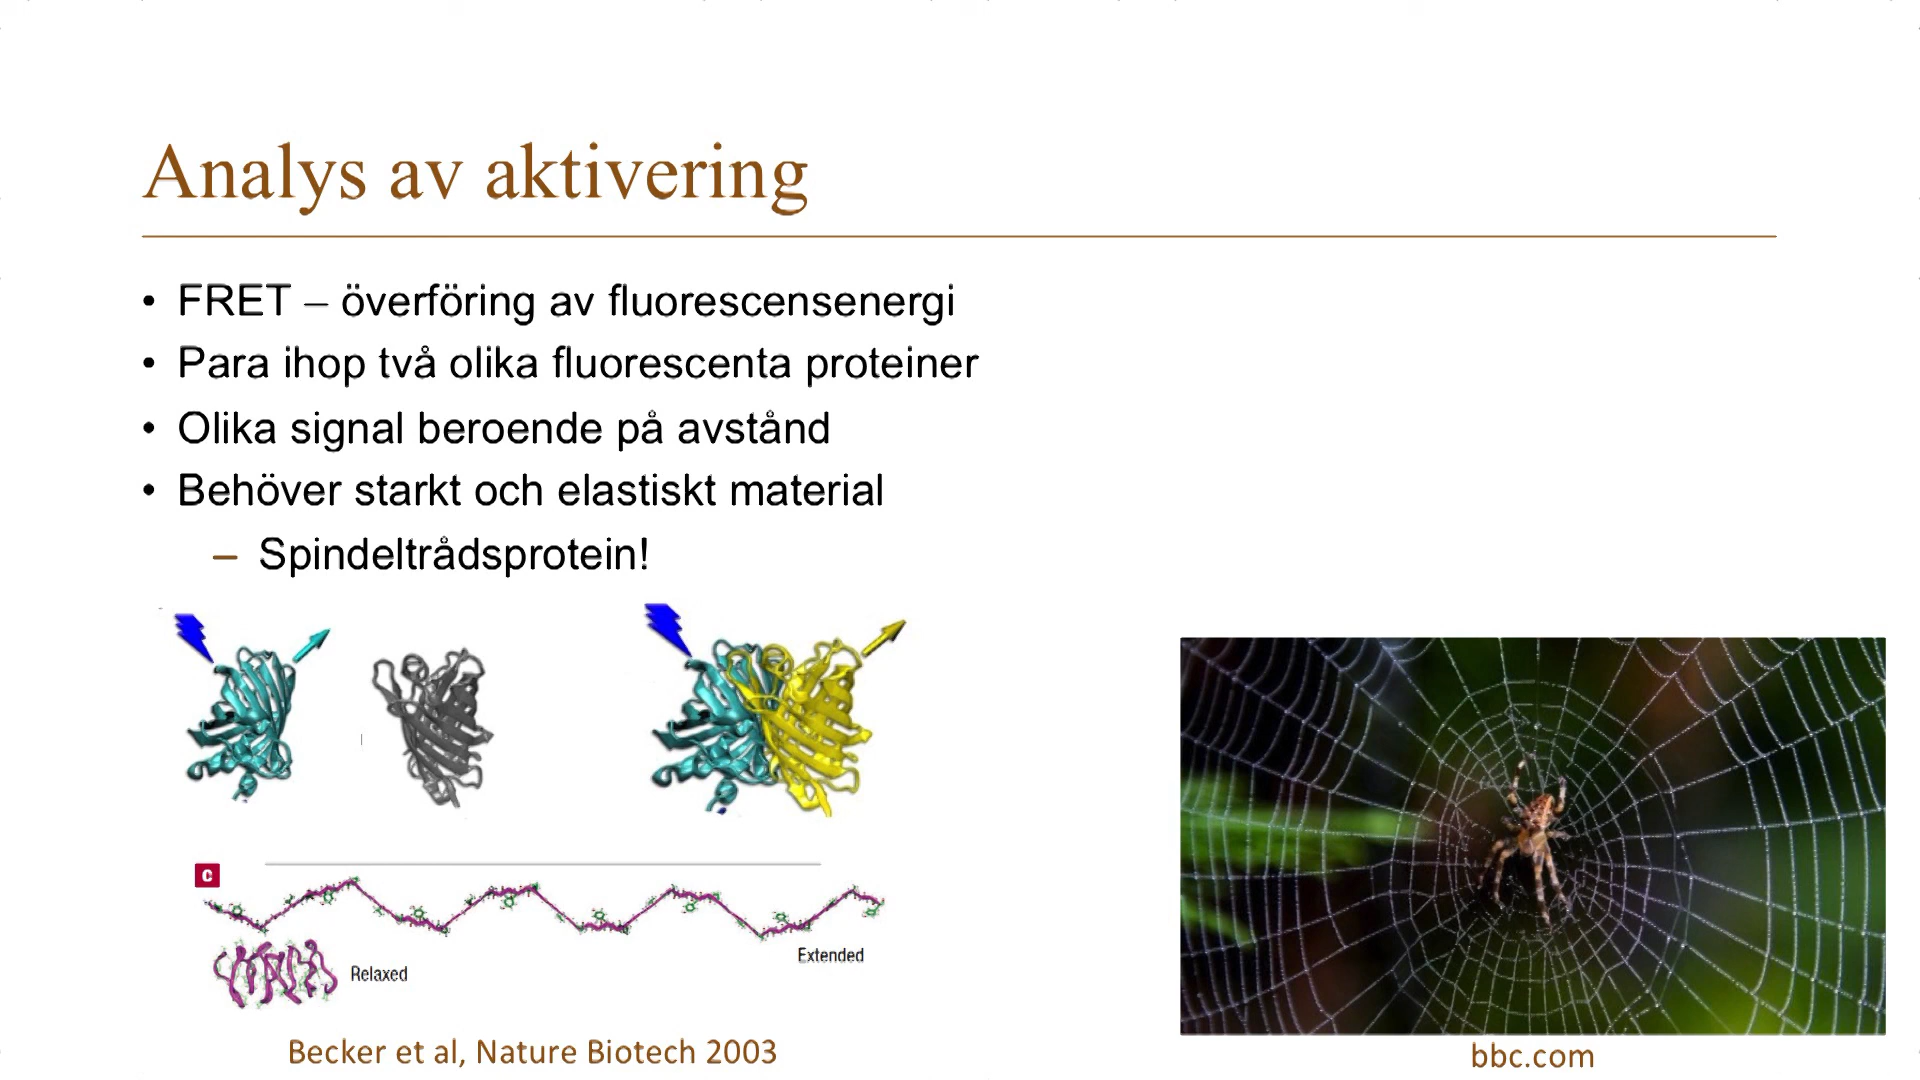 Analys av aktivering
• FRET – överföring av fluorescensenergi
• Para ihop två olika fluorescenta proteiner
• Olika signal beroende på avstånd
• Behöver starkt och elastiskt material
– Spindeltrådsprotein!
c
Extended
Relaxed
Becker et al, Nature Biotech 2003
bbc.com